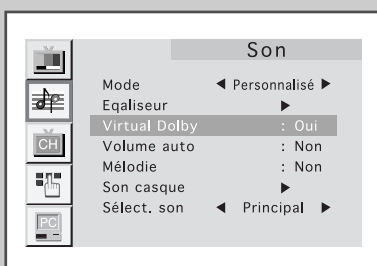 Son
Mode ◀ Personnalisé ▶
Eqaliseur ▶
Virtual Dolby : Oui
Volume auto : Non
Mélodie : Non
Son casque ▶
Sélect. son ◀ Principal ▶
CH
PC